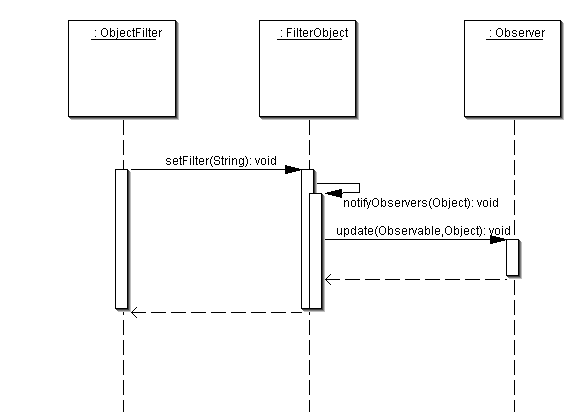 : ObjectFilter
: FilterObject
: Observer
setFilter(String): void
notifyObservers(Object): void
update(Observable,Object): void